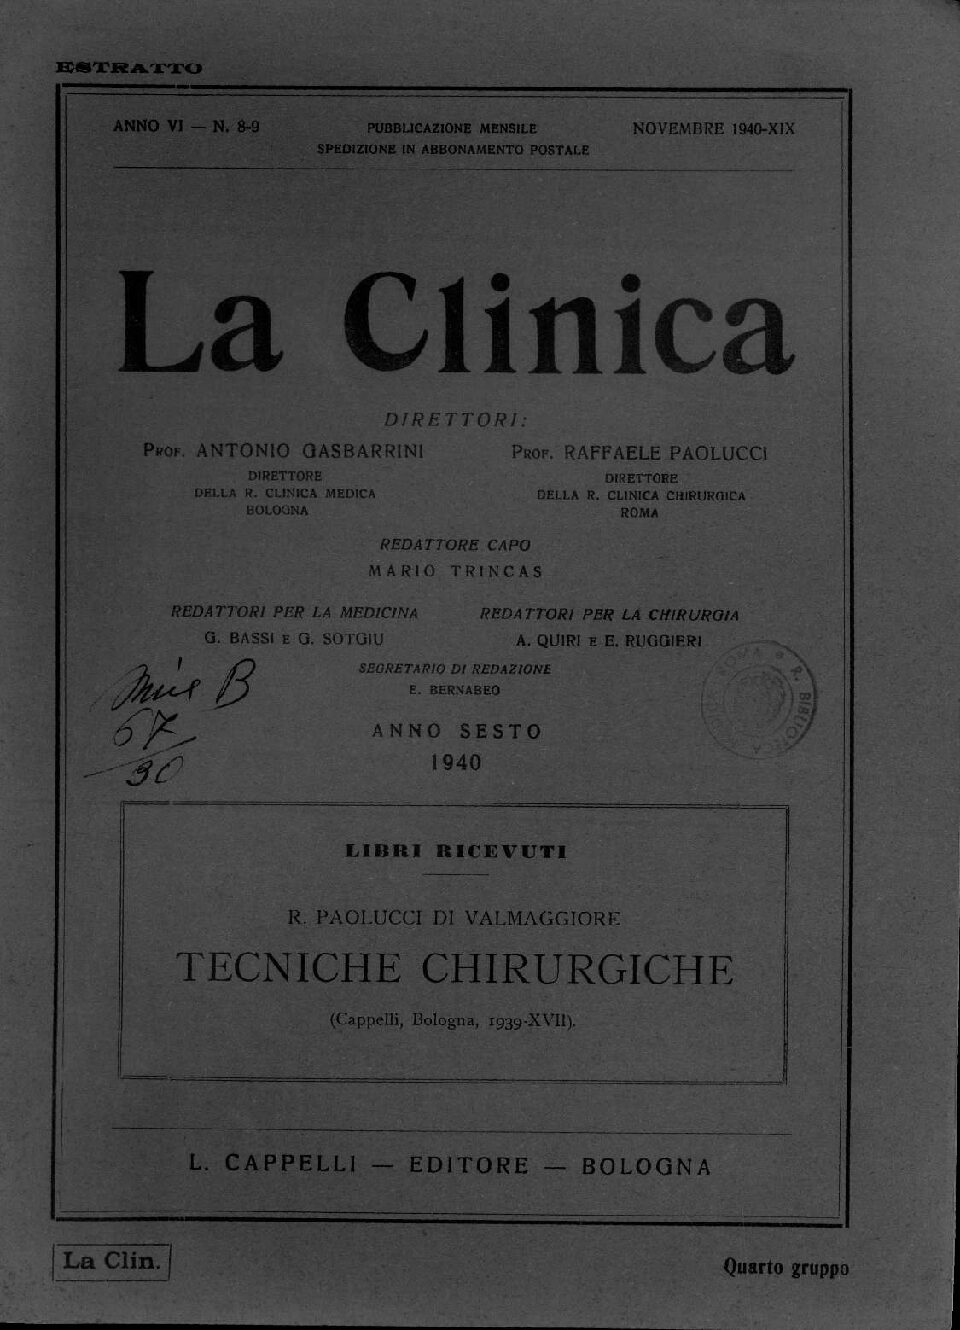 ESTRATTO
ANNO VI — N. 8-9
PUBBLICAZIONE MENSILE
SPEDIZIONE IN ABBONAMENTO POSTALE
NOVEMBRE 1940-XIX
La Clinica
DIRETTORI:
PROF. ANTONIO GASBARRINI
DIRETTORE
DELLA R. CLINICA MEDICA
BOLOGNA
PROF. RAFFAELE PAOLUCCI
DIRETTORE
DELLA R. CLINICA CHIRURGICA
ROMA
REDATTORE CAPO
MARIO TRINCAS
REDATTORI PER LA MEDICINA
G. BASSI E G. SOTGIU
REDATTORI PER LA CHIRURGIA
A. QUIRI E E. RUGGIERI
SEGRETARIO DI REDAZIONE
E. BERNABEO
B
67
30
ANNO SESTO
1940
LIBRI RICEVUTI
R. PAOLUCCI DI VALMAGGIORE
TECNICHE CHIRURGICHE
(Cappelli, Bologna, 1939-XVII).
L. CAPPELLI — EDITORE — BOLOGNA
La Clin.
Quarto gruppo